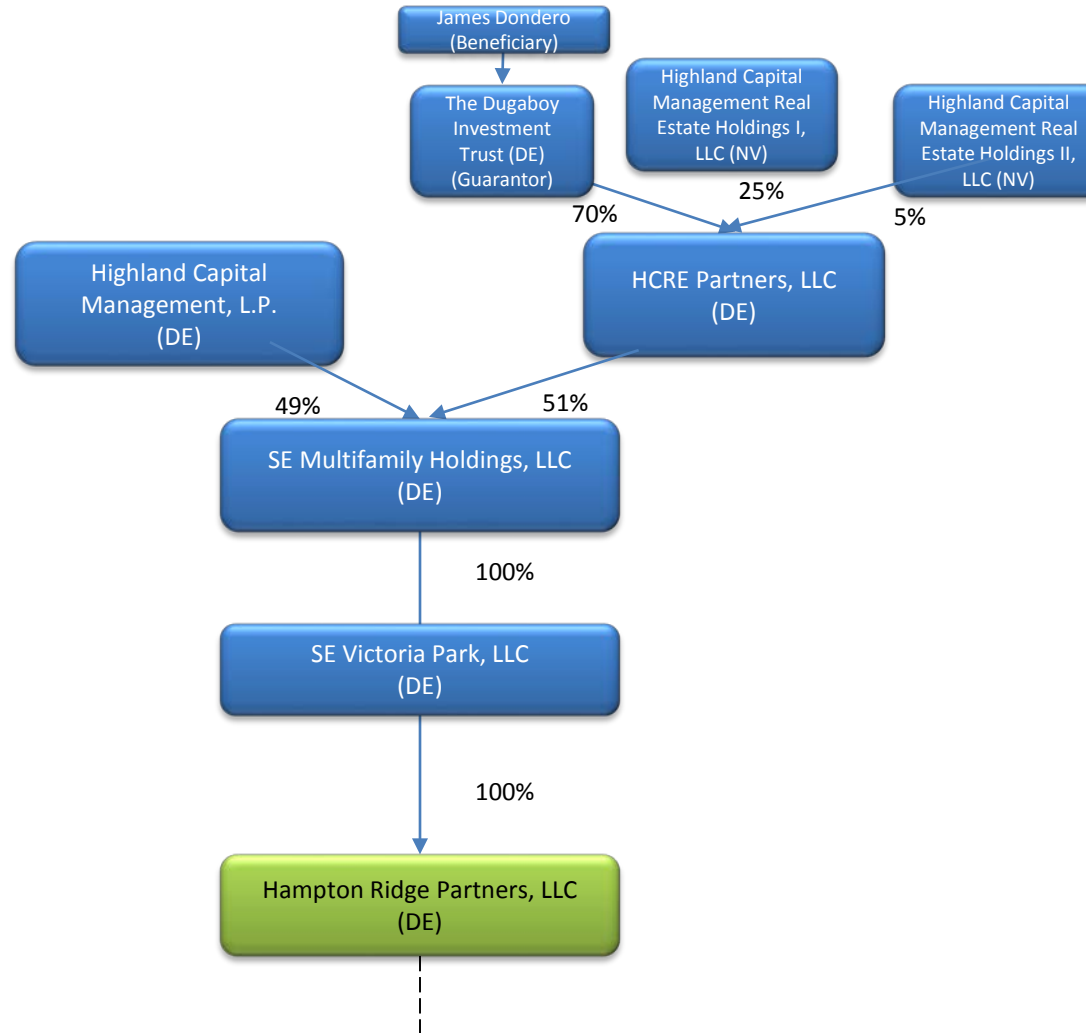 James Dondero
(Beneficiary)
The Dugaboy
Investment
Trust (DE)
(Guarantor)
Highland Capital
Management Real
Estate Holdings I,
LLC (NV)
Highland Capital
Management Real
Estate Holdings II,
LLC (NV)
70%
25%
5%
Highland Capital
Management, L.P.
(DE)
HCRE Partners, LLC
(DE)
49%
51%
SE Multifamily Holdings, LLC
(DE)
100%
SE Victoria Park, LLC
(DE)
100%
Hampton Ridge Partners, LLC
(DE)